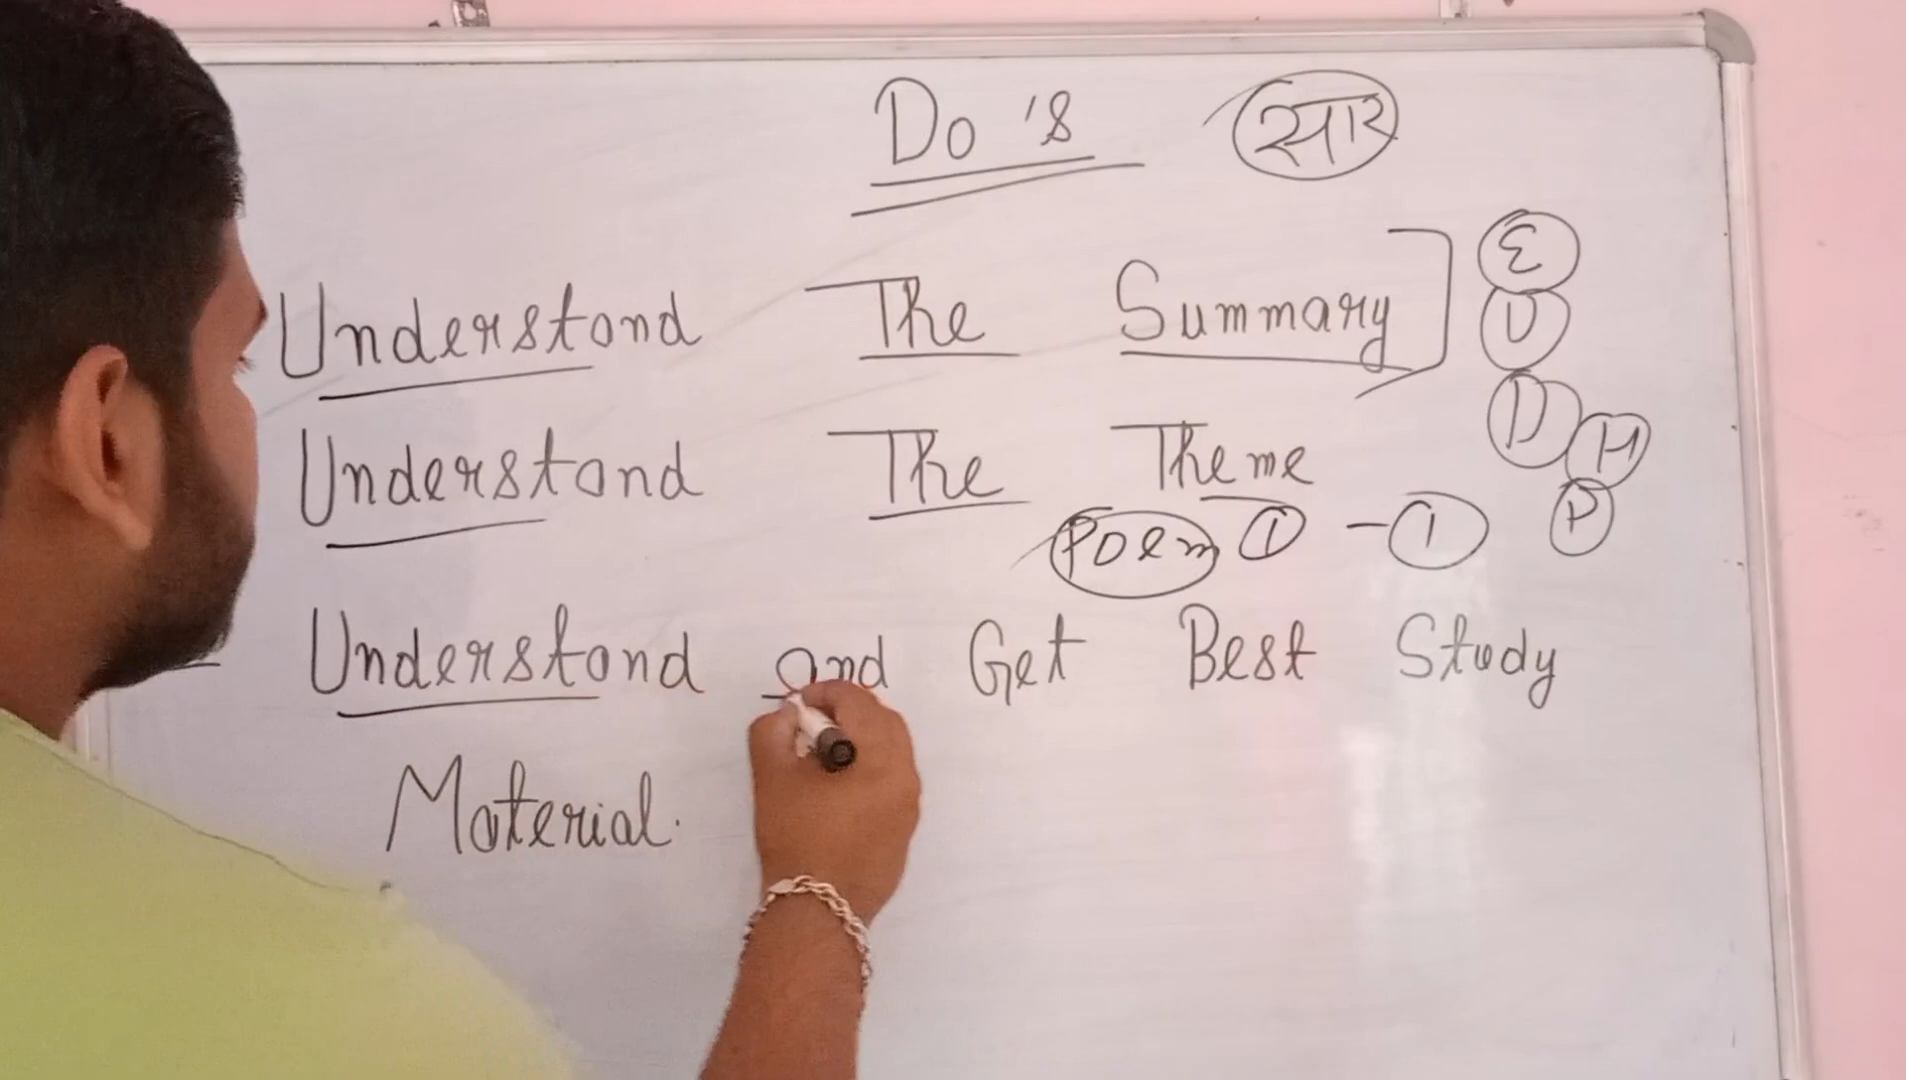 Do's सार
Understand The Summary
E
U
D
H
Understand The Theme
P
Poem 1 - 1
Understand and Get Best Study
Material.